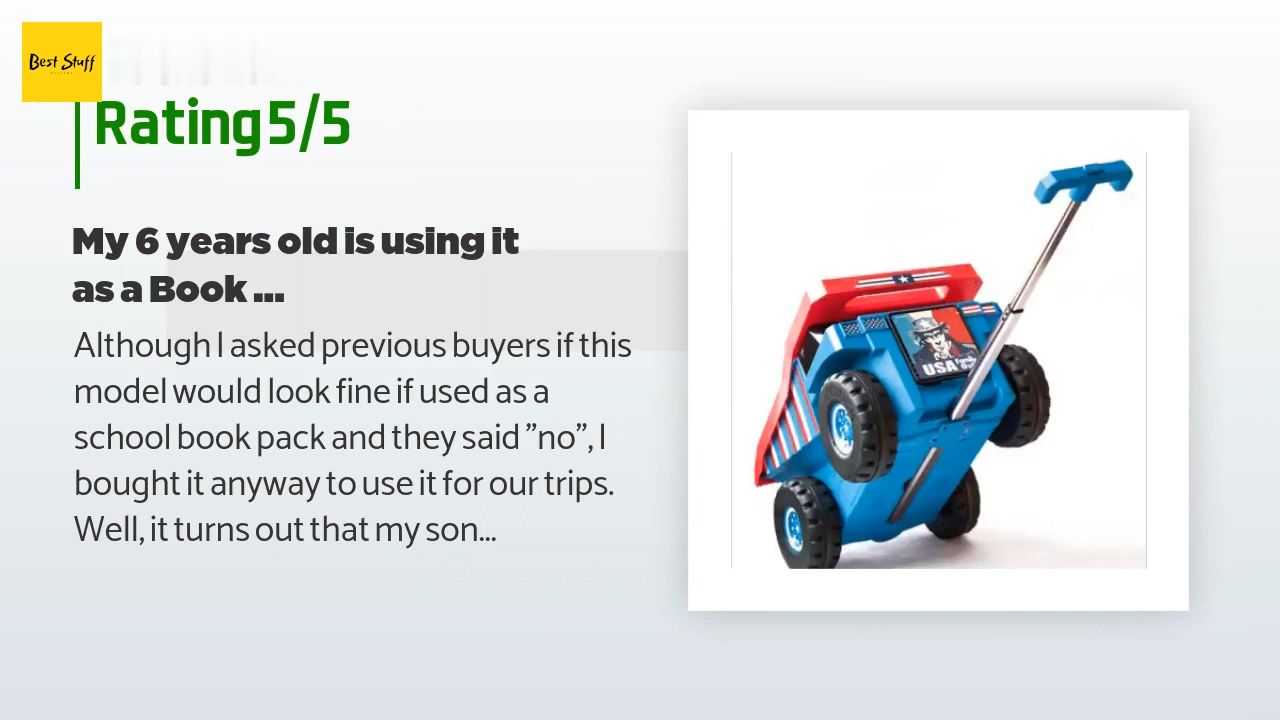 Best Stuff
Rating 5/5
My 6 years old is using it
as a Book ...
Although I asked previous buyers if this
model would look fine if used as a
school book pack and they said ”no”, I
bought it anyway to use it for our trips.
Well, it turns out that my son...
USA